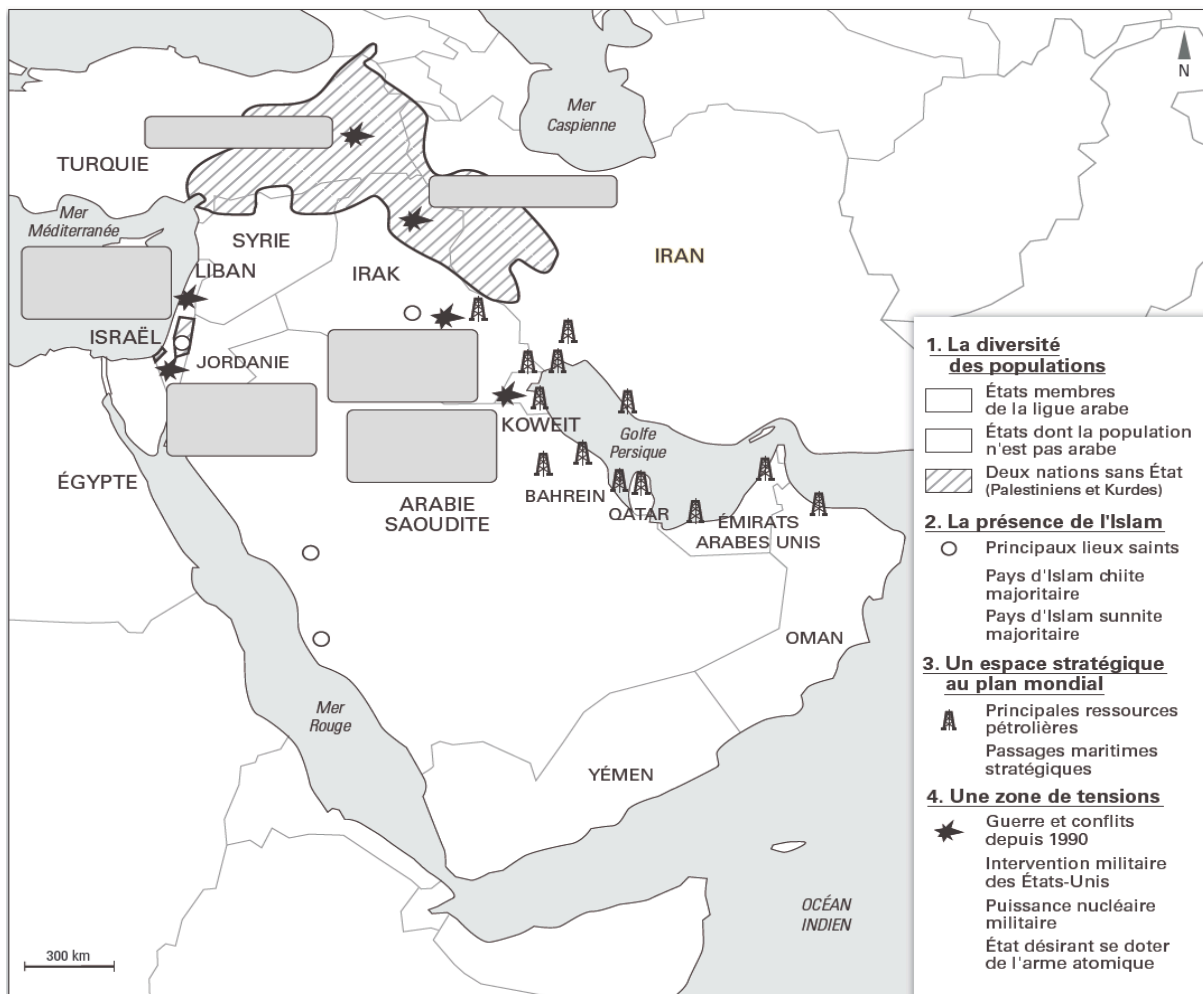 N
Mer
Caspienne
TURQUIE
Mer
Méditerranée
SYRIE
LIBAN
IRAK
IRAN
ISRAËL
JORDANIE
KOWEIT
Golfe
Persique
ÉGYPTE
BAHREIN
ARABIE
SAOUDITE
QATAR
ÉMIRATS
ARABES UNIS
OMAN
Mer
Rouge
YÉMEN
OCÉAN
INDIEN
300 km
1. La diversité
des populations
États membres
de la ligue arabe
États dont la population
n'est pas arabe
Deux nations sans État
(Palestiniens et Kurdes)
2. La présence de l'Islam
Principaux lieux saints
Pays d'Islam chiite
majoritaire
Pays d'Islam sunnite
majoritaire
3. Un espace stratégique
au plan mondial
Principales ressources
pétrolières
Passages maritimes
stratégiques
4. Une zone de tensions
Guerre et conflits
depuis 1990
Intervention militaire
des États-Unis
Puissance nucléaire
militaire
État désirant se doter
de l'arme atomique